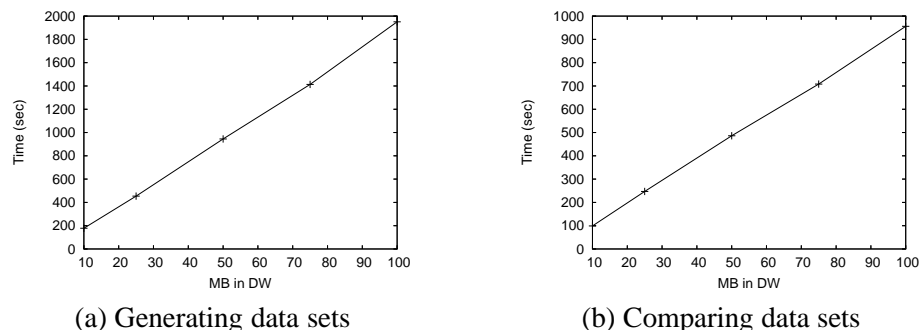 2000
1800
1600
1400
1200
1000
800
600
400
200
0
Time (sec)
10 20 30 40 50 60 70 80 90 100
MB in DW
(a) Generating data sets
1000
900
800
700
600
500
400
300
200
100
0
Time (sec)
10 20 30 40 50 60 70 80 90 100
MB in DW
(b) Comparing data sets